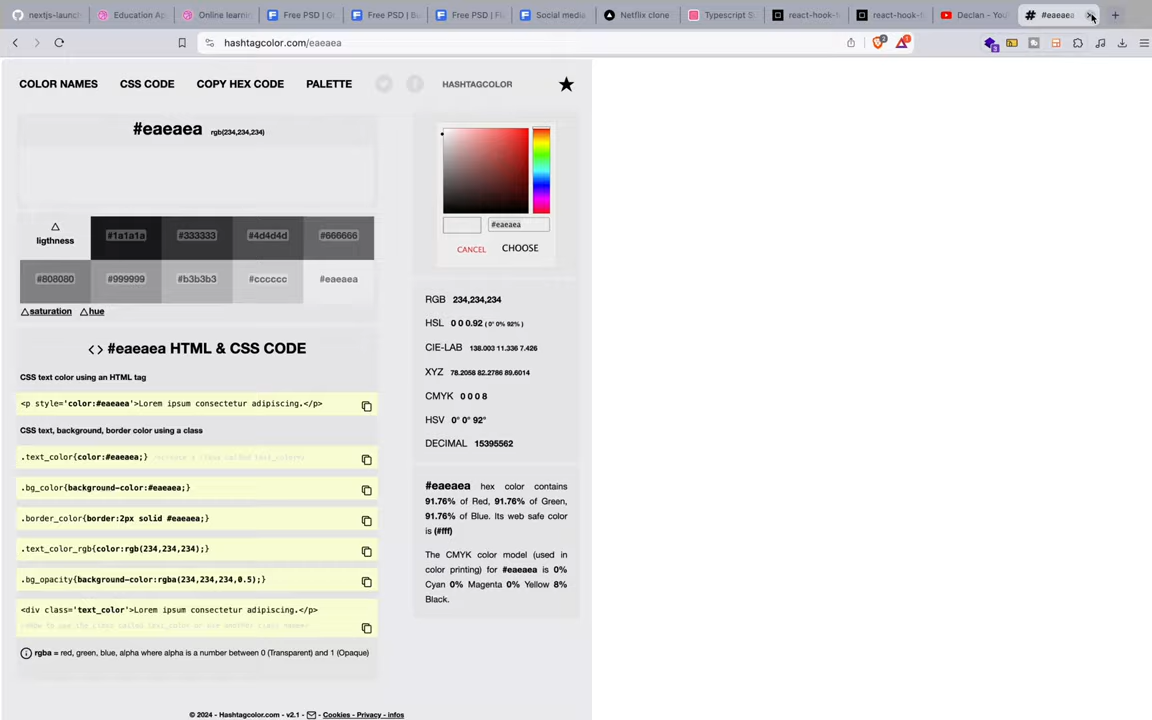 nextjs-launch
Education Ap
Online learnin
Free PSD | G
Free PSD | B
Free PSD | Fl
Social media
Netflix clone
Typescript S
react-hook-f
react-hook-f
Declan - You
#eaeaea
hashtagcolor.com/eaeaea
COLOR NAMES CSS CODE COPY HEX CODE PALETTE HASHTAGCOLOR
#eaeaea rgb(234,234,234)
#eaeaea
CANCEL CHOOSE
ligthness
#1a1a1a #333333 #4d4d4d #666666
#808080 #999999 #b3b3b3 #cccccc #eaeaea
saturation hue
<> #eaeaea HTML & CSS CODE
CSS text color using an HTML tag
<p style='color:#eaeaea'>Lorem ipsum consectetur adipiscing.</p>
CSS text, background, border color using a class
.text_color{color:#eaeaea;}
.bg_color{background-color:#eaeaea;}
.border_color{border:2px solid #eaeaea;}
.text_color_rgb{color:rgb(234,234,234);}
.bg_opacity{background-color:rgba(234,234,234,0.5);}
<div class='text_color'>Lorem ipsum consectetur adipiscing.</p>
rgba = red, green, blue, alpha where alpha is a number between 0 (Transparent) and 1 (Opaque)
RGB 234,234,234
HSL 0 0 0.92 ( 0° 0% 92% )
CIE-LAB 138.003 11.336 7.426
XYZ 78.2058 82.2786 89.6014
CMYK 0 0 0 8
HSV 0° 0° 92°
DECIMAL 15395562
#eaeaea hex color contains
91.76% of Red, 91.76% of Green,
91.76% of Blue. Its web safe color
is (#fff)
The CMYK color model (used in
color printing) for #eaeaea is 0%
Cyan 0% Magenta 0% Yellow 8%
Black.
© 2024 - Hashtagcolor.com - v2.1 - Cookies - Privacy - infos